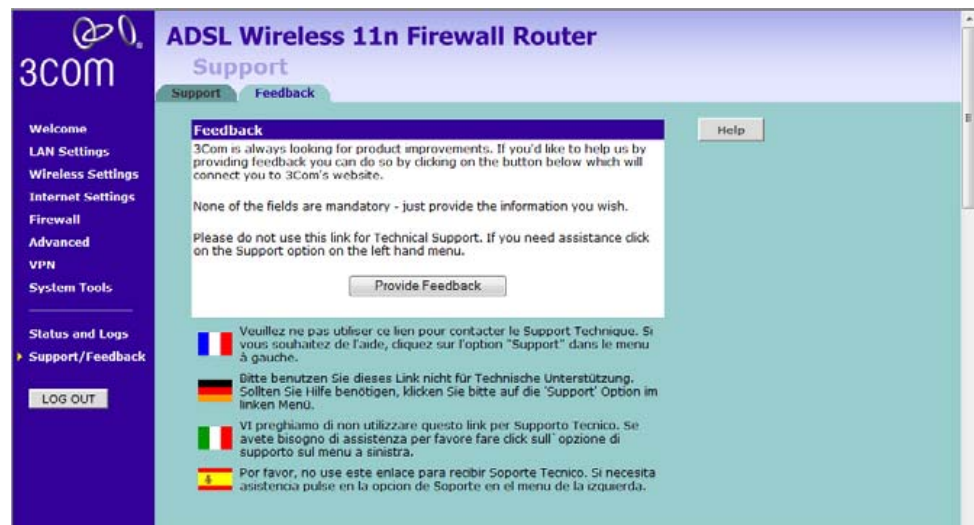 3COM
ADSL Wireless 11n Firewall Router
Support
Support
Feedback
Welcome
LAN Settings
Wireless Settings
Internet Settings
Firewall
Advanced
VPN
System Tools
Status and Logs
Support/Feedback
LOG OUT
Feedback
3Com is always looking for product improvements. If you'd like to help us by
providing feedback you can do so by clicking on the button below which will
connect you to 3Com's website.
None of the fields are mandatory - just provide the information you wish.
Please do not use this link for Technical Support. If you need assistance click
on the Support option on the left hand menu.
Provide Feedback
Veuillez ne pas utiliser ce lien pour contacter le Support Technique. Si
vous souhaitez de l'aide, cliquez sur l'option "Support" dans le menu
à gauche.
Bitte benutzen Sie dieses Link nicht für Technische Unterstützung.
Sollten Sie Hilfe benötigen, klicken Sie bitte auf die 'Support' Option im
linken Menü.
VI preghiamo di non utilizzare questo link per Supporto Tecnico. Se
avete bisogno di assistenza per favore fare click sull` opzione di
supporto sul menu a sinistra.
Por favor, no use este enlace para recibir Soporte Tecnico. Si necesita
asistencia pulse en la opcion de Soporte en el menu de la izquierda.
Help